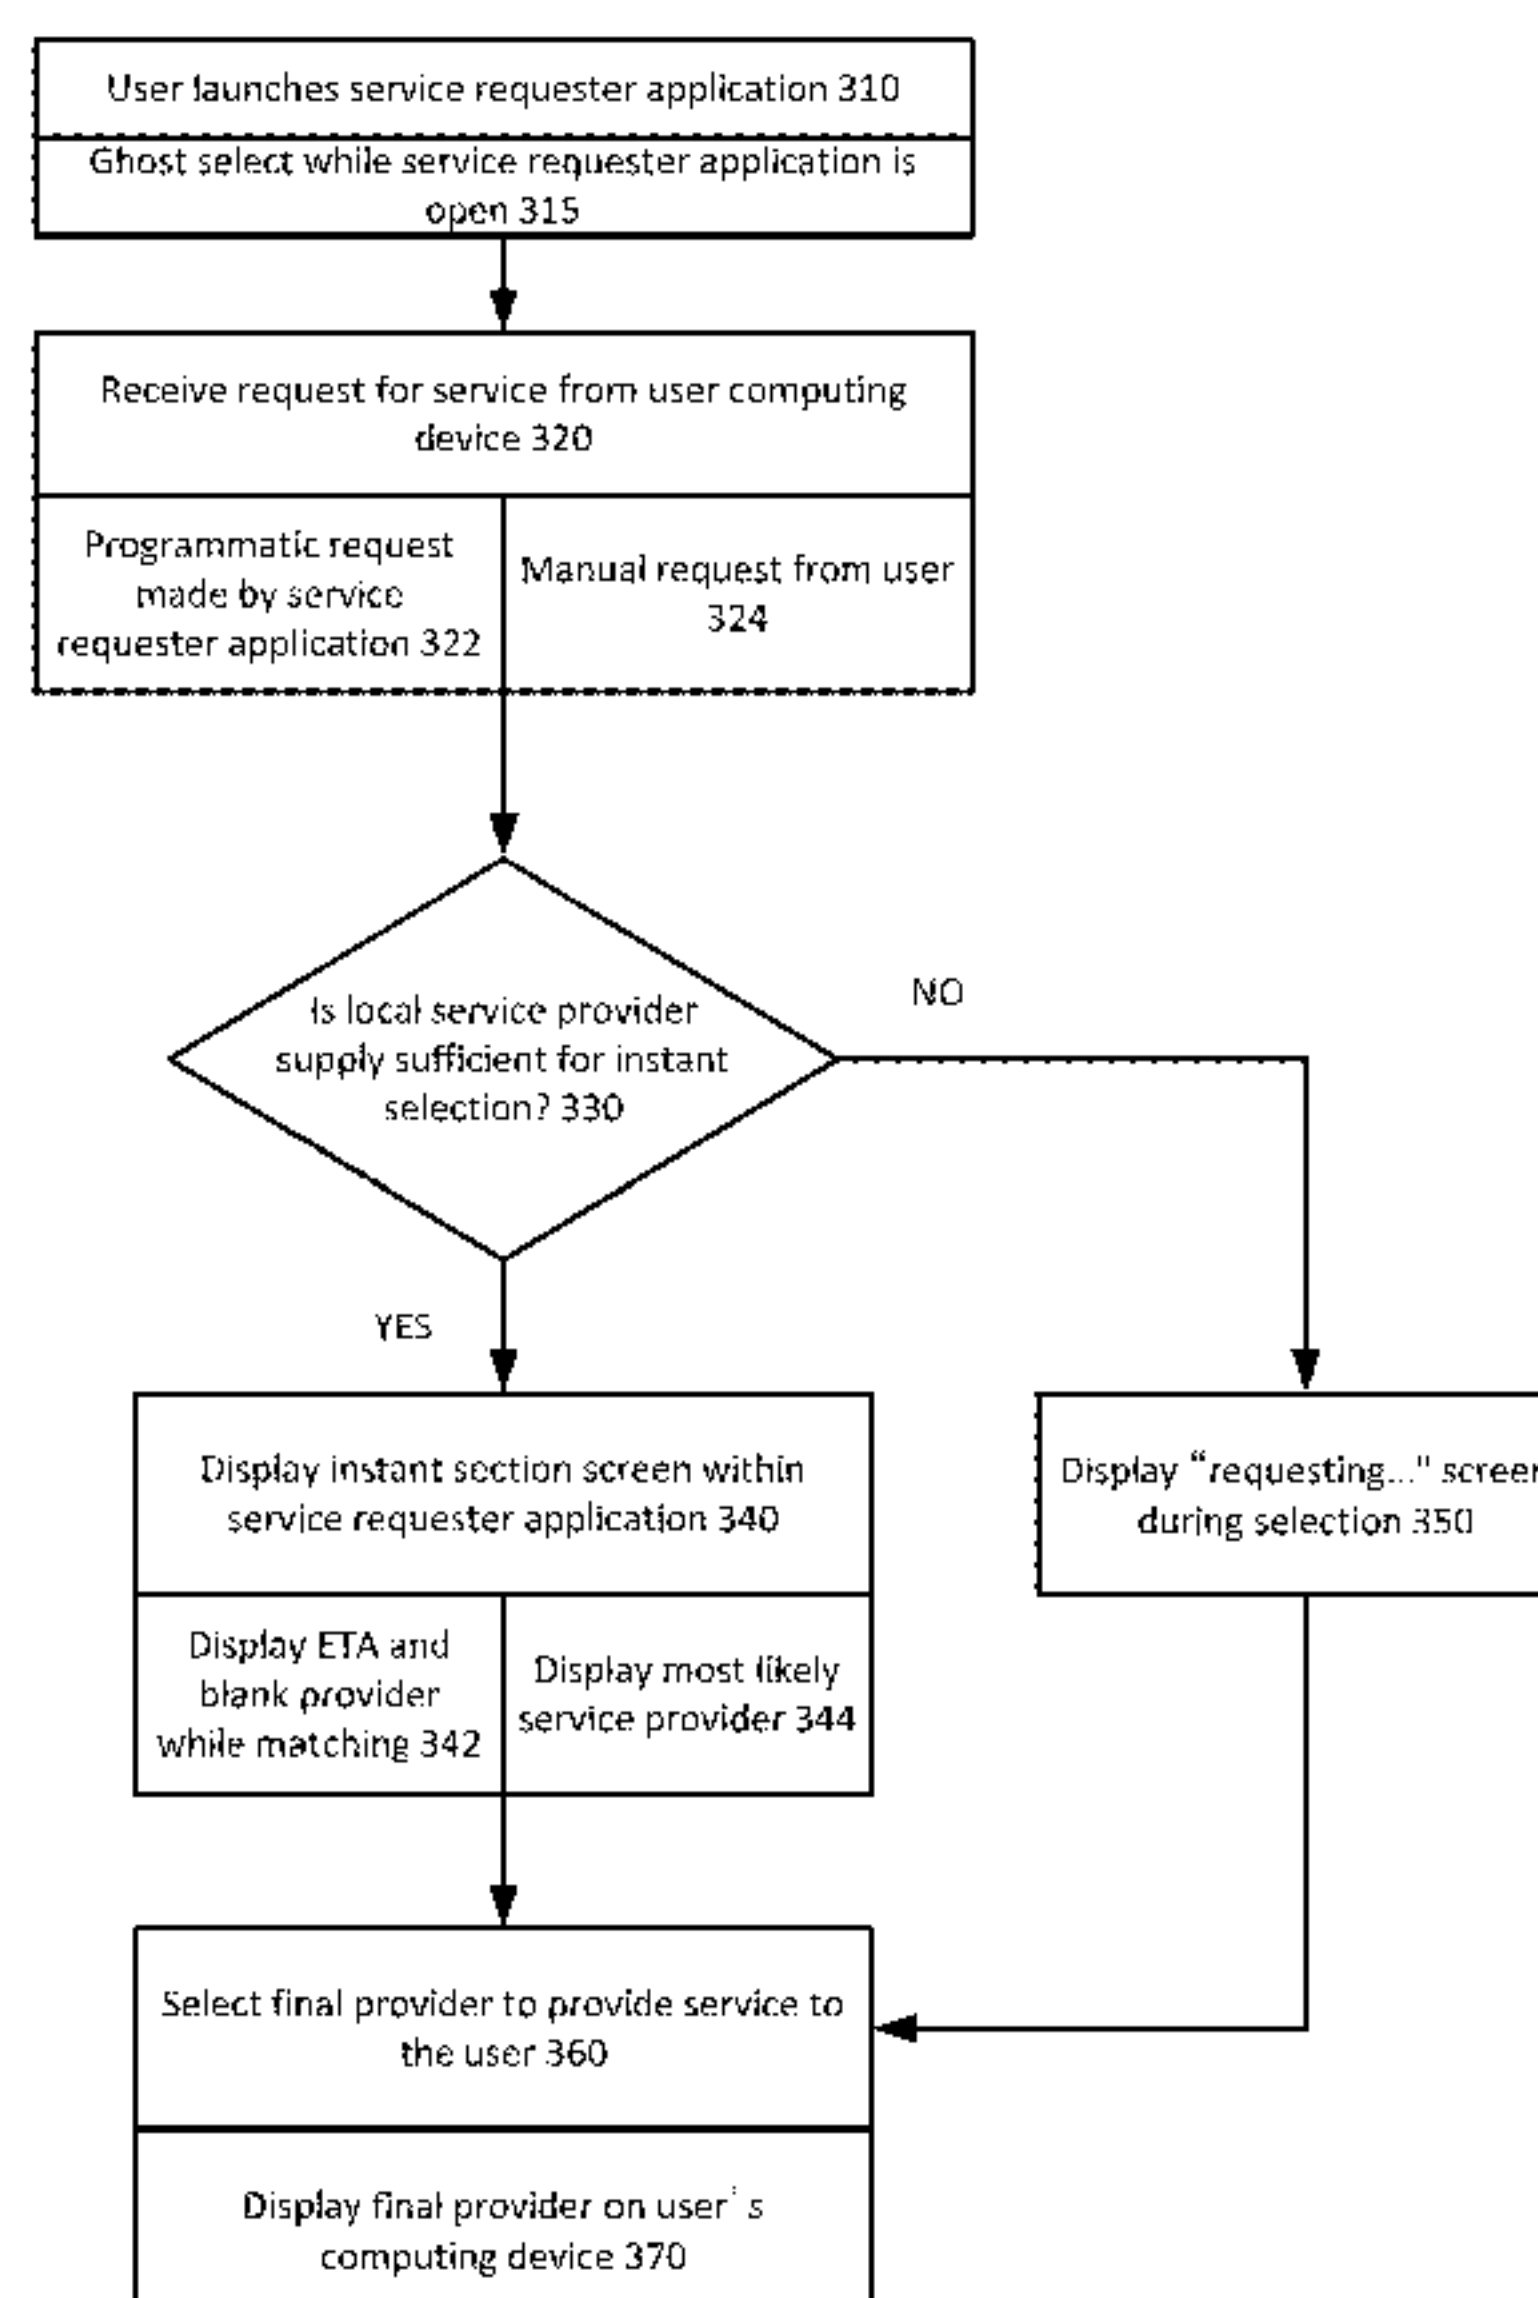 User launches service requester application 310
Ghost select while service requester application is
open 315
Receive request for service from user computing
device 320
Programmatic request
made by service
requester application 322
Manual request from user
324
Is local service provider
supply sufficient for instant
selection? 330
NO
YES
Display instant section screen within
service requester application 340
Display "requesting..." screen
during selection 350
Display ETA and
blank provider
while matching 342
Display most likely
service provider 344
Select final provider to provide service to
the user 360
Display final provider on user's
computing device 370